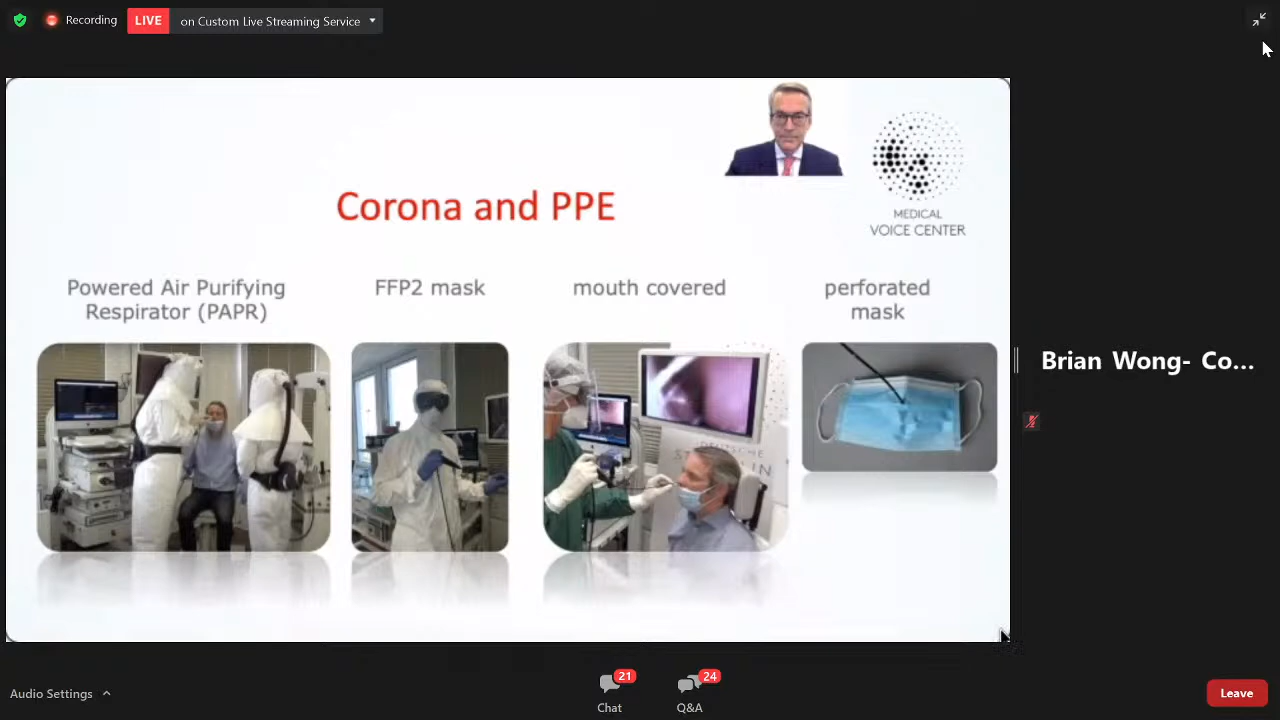 Recording
LIVE
on Custom Live Streaming Service
MEDICAL
VOICE CENTER
Corona and PPE
Powered Air Purifying
Respirator (PAPR)
FFP2 mask
mouth covered
perforated
mask
DEUTSCHE
Brian Wong- Co...
Audio Settings
21
Chat
24
Q&A
Leave